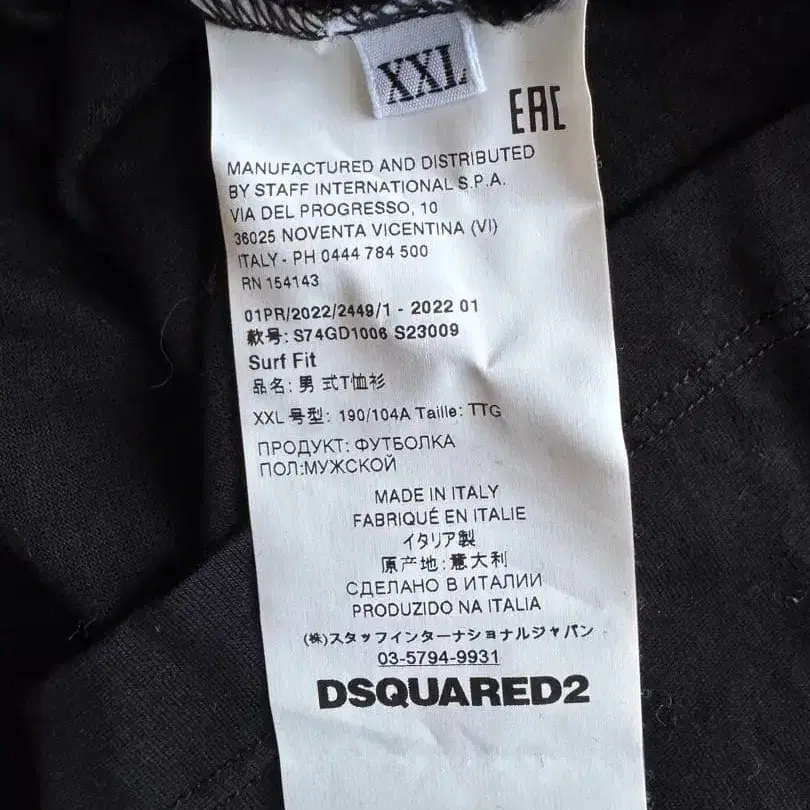 XXL
EAC
MANUFACTURED AND DISTRIBUTED
BY STAFF INTERNATIONAL S.P.A.
VIA DEL PROGRESSO, 10
36025 NOVENTA VICENTINA (VI)
ITALY - PH 0444 784 500
RN 154143
01PR/2022/2449/1 - 2022 01
款号: S74GD1006 S23009
Surf Fit
品名: 男 式T恤衫
XXL 号型: 190/104A Taille: TTG
ПРОДУКТ: ФУТБОЛКА
ПОЛ:МУЖСКОЙ
MADE IN ITALY
FABRIQUÉ EN ITALIE
イタリア製
原产地:意大利
СДЕЛАНО В ИТАЛИИ
PRODUZIDO NA ITALIA
(株)スタッフインターナショナルジャパン
03-5794-9931
DSQUARED2